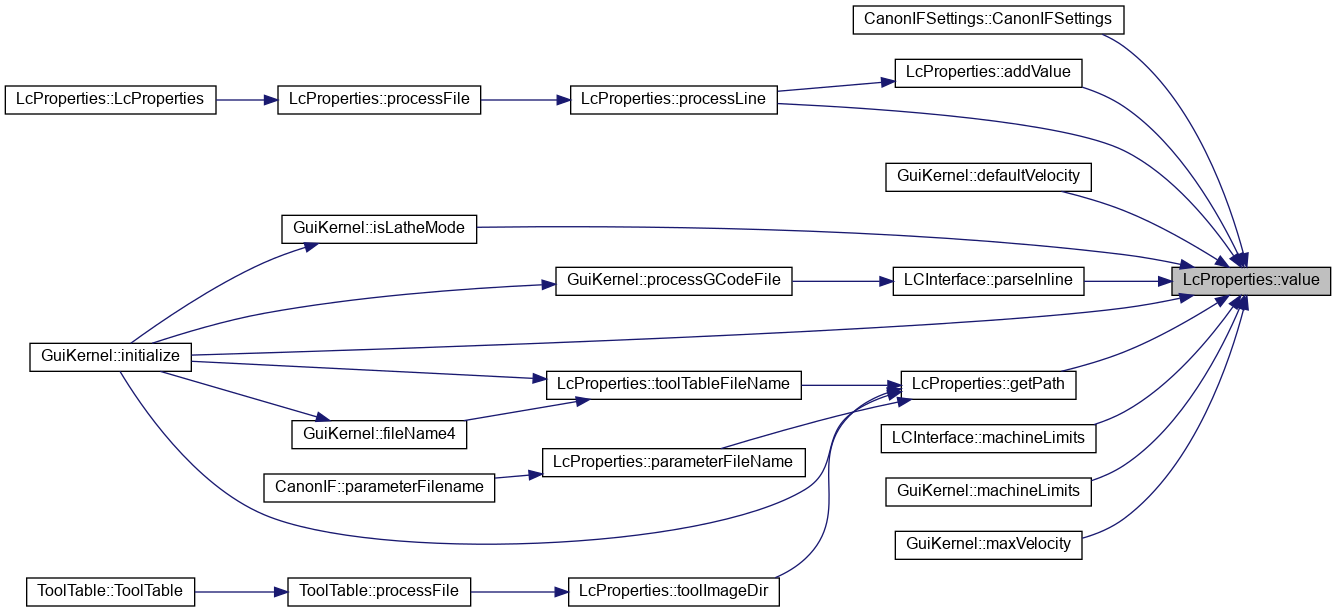 CanonIFSettings::CanonIFSettings
LcProperties::addValue
LcProperties::LcProperties
LcProperties::processFile
LcProperties::processLine
GuiKernel::defaultVelocity
GuiKernel::isLatheMode
GuiKernel::processGCodeFile
LCInterface::parseInline
LcProperties::value
GuiKernel::initialize
LcProperties::toolTableFileName
LcProperties::getPath
GuiKernel::fileName4
LCInterface::machineLimits
LcProperties::parameterFileName
CanonIF::parameterFilename
GuiKernel::machineLimits
GuiKernel::maxVelocity
ToolTable::ToolTable
ToolTable::processFile
LcProperties::toolImageDir